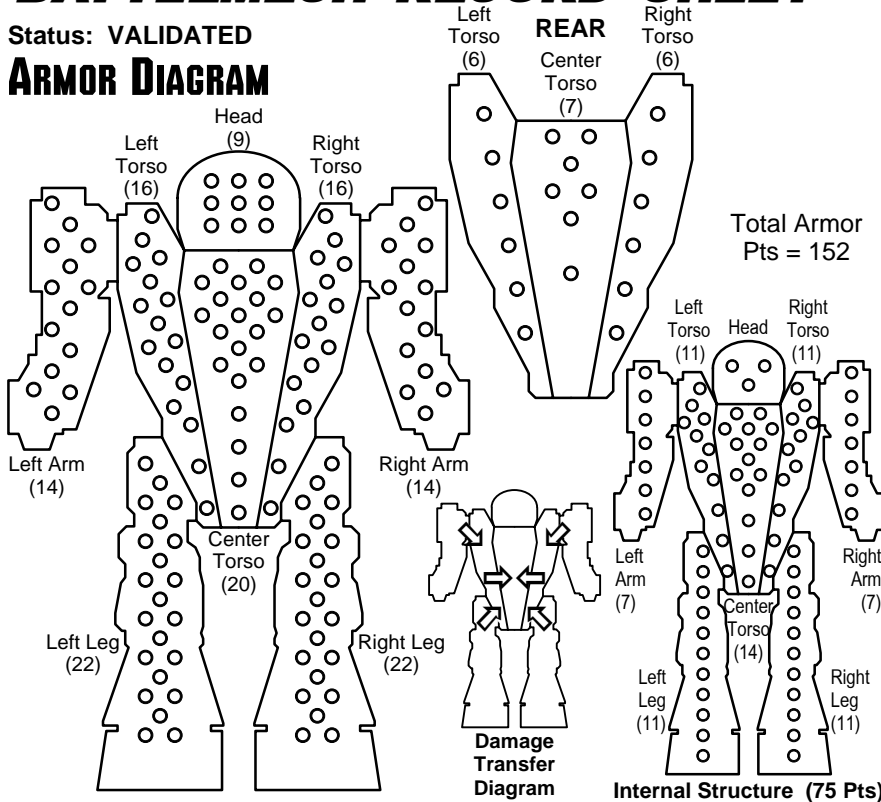 BATTLEMECH RECORD SHEET
Status: VALIDATED
ARMOR DIAGRAM
Head
(9)
Left
Torso
(16)
Right
Torso
(16)
Left Arm
(14)
Right Arm
(14)
Center
Torso
(20)
Left Leg
(22)
Right Leg
(22)
REAR
Left
Torso
(6)
Center
Torso
(7)
Right
Torso
(6)
Total Armor
Pts = 152
Left
Torso
(11)
Head
Right
Torso
(11)
Left
Arm
(7)
Right
Arm
(7)
Center
Torso
(14)
Left
Leg
(11)
Right
Leg
(11)
Damage
Transfer
Diagram
Internal Structure (75 Pts)